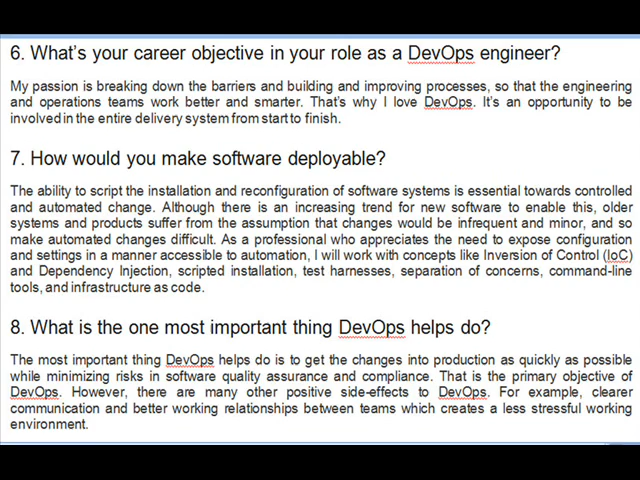 6. What's your career objective in your role as a DevOps engineer?
My passion is breaking down the barriers and building and improving processes, so that the engineering
and operations teams work better and smarter. That's why I love DevOps. It's an opportunity to be
involved in the entire delivery system from start to finish.
7. How would you make software deployable?
The ability to script the installation and reconfiguration of software systems is essential towards controlled
and automated change. Although there is an increasing trend for new software to enable this, older
systems and products suffer from the assumption that changes would be infrequent and minor, and so
make automated changes difficult. As a professional who appreciates the need to expose configuration
and settings in a manner accessible to automation, I will work with concepts like Inversion of Control (IoC)
and Dependency Injection, scripted installation, test harnesses, separation of concerns, command-line
tools, and infrastructure as code.
8. What is the one most important thing DevOps helps do?
The most important thing DevOps helps do is to get the changes into production as quickly as possible
while minimizing risks in software quality assurance and compliance. That is the primary objective of
DevOps. However, there are many other positive side-effects to DevOps. For example, clearer
communication and better working relationships between teams which creates a less stressful working
environment.